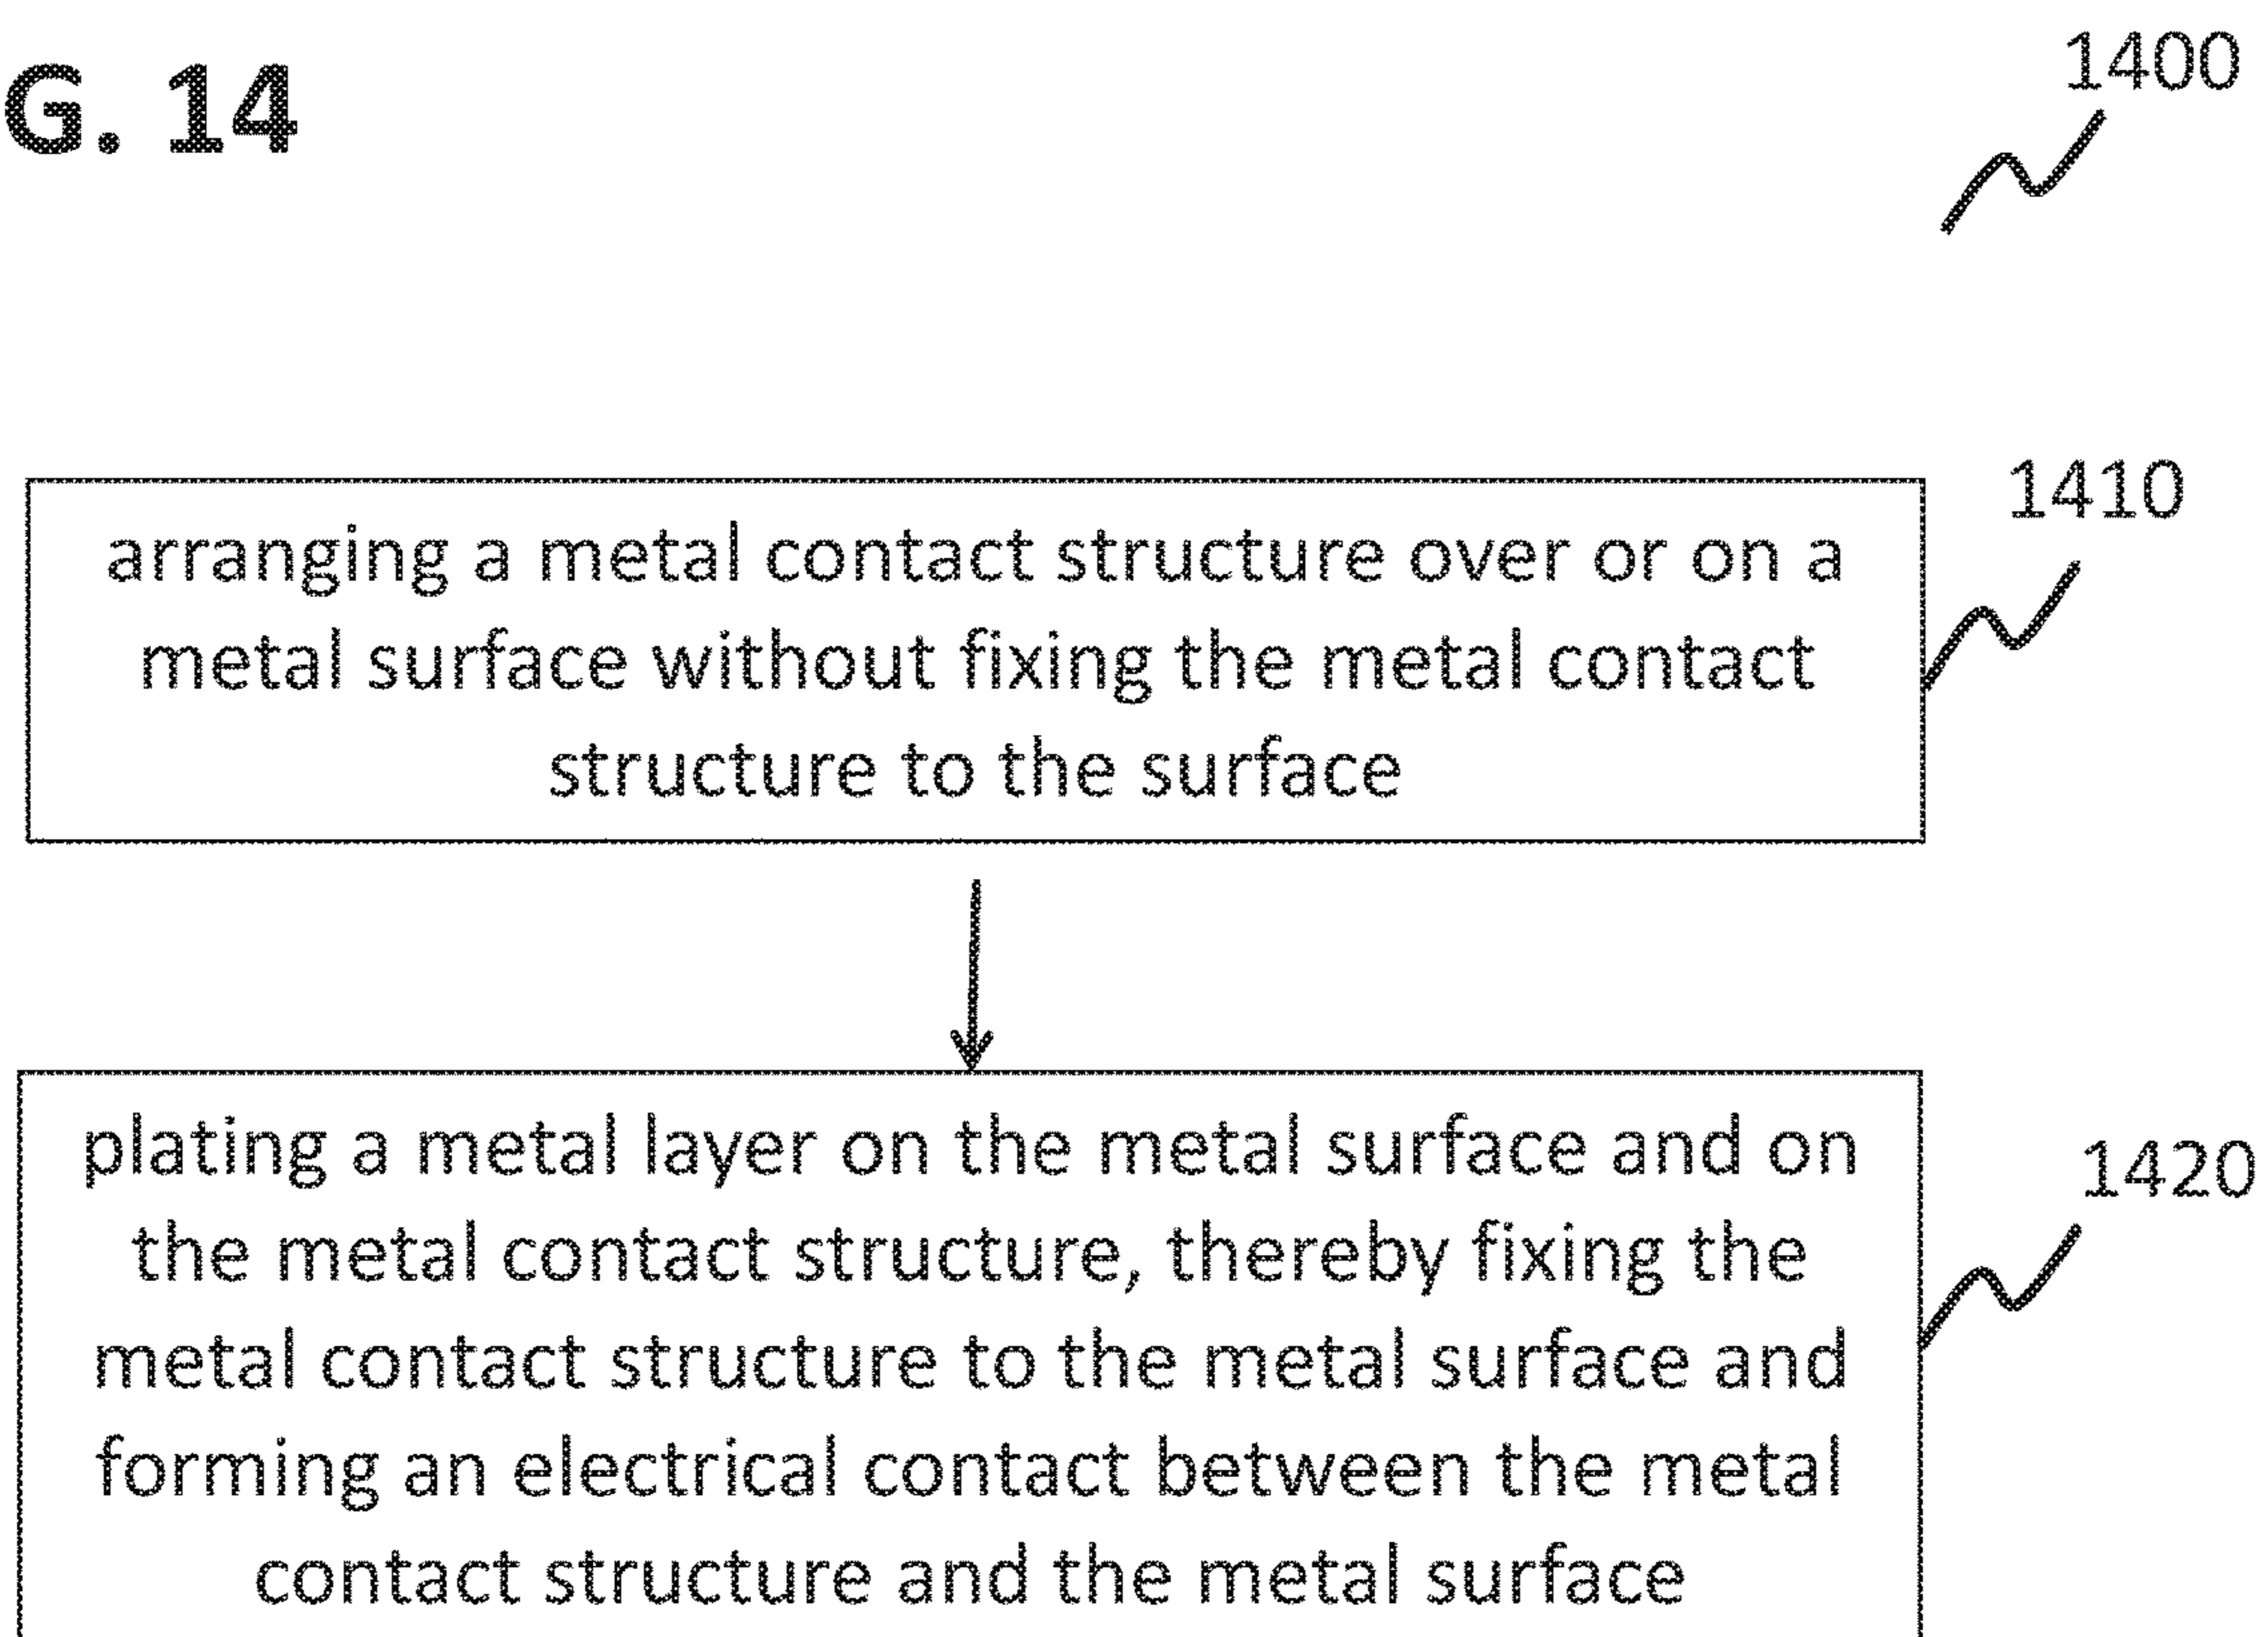 G. 14
1400
1410
arranging a metal contact structure over or on a
metal surface without fixing the metal contact
structure to the surface
1420
plating a metal layer on the metal surface and on
the metal contact structure, thereby fixing the
metal contact structure to the metal surface and
forming an electrical contact between the metal
contact structure and the metal surface